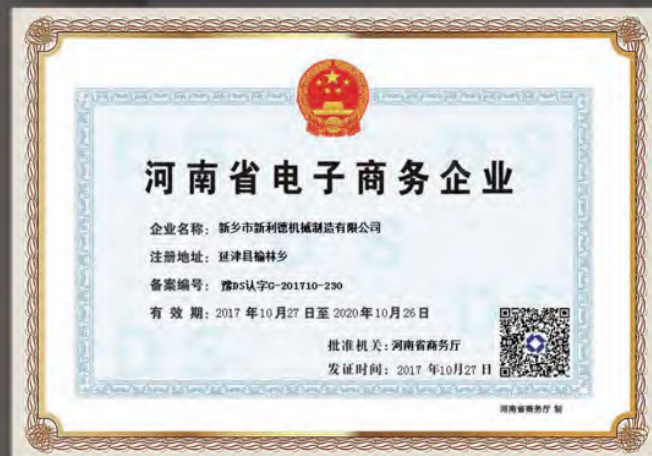 河南省电子商务企业
企业名称：新乡市新利德机械制造有限公司
注册地址：延津县榆林乡
备案编号：豫DS认字G-201710-230
有 效 期：2017 年10月27 日至 2020年10月26日
批准机关：河南省商务厅
发证时间：2017 年10月27 日
河南省商务厅 制